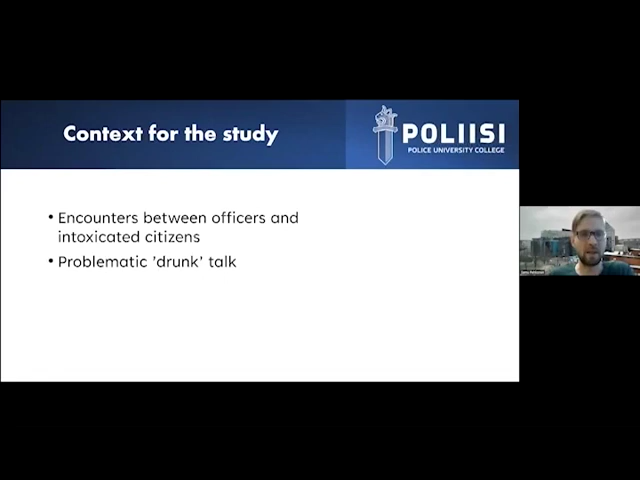 Context for the study
POLIISI
POLICE UNIVERSITY COLLEGE
• Encounters between officers and
intoxicated citizens
• Problematic 'drunk' talk